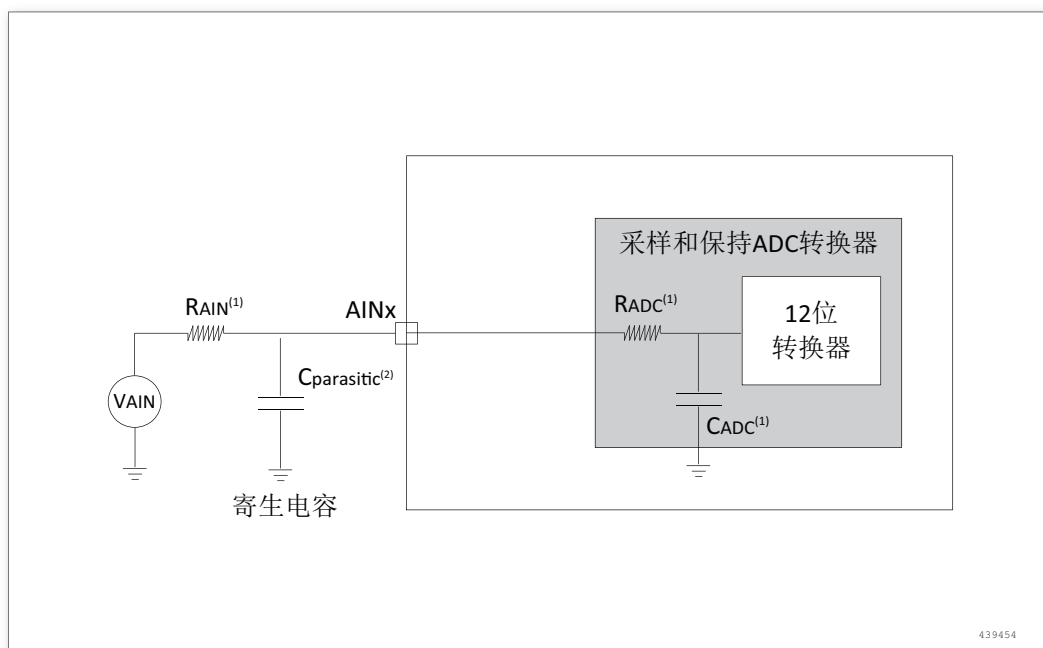 采样和保持ADC转换器
RAIN(1)
AINx
RADC(1)
12位
转换器
Cparasitic(2)
VAIN
CADC(1)
寄生电容
439454